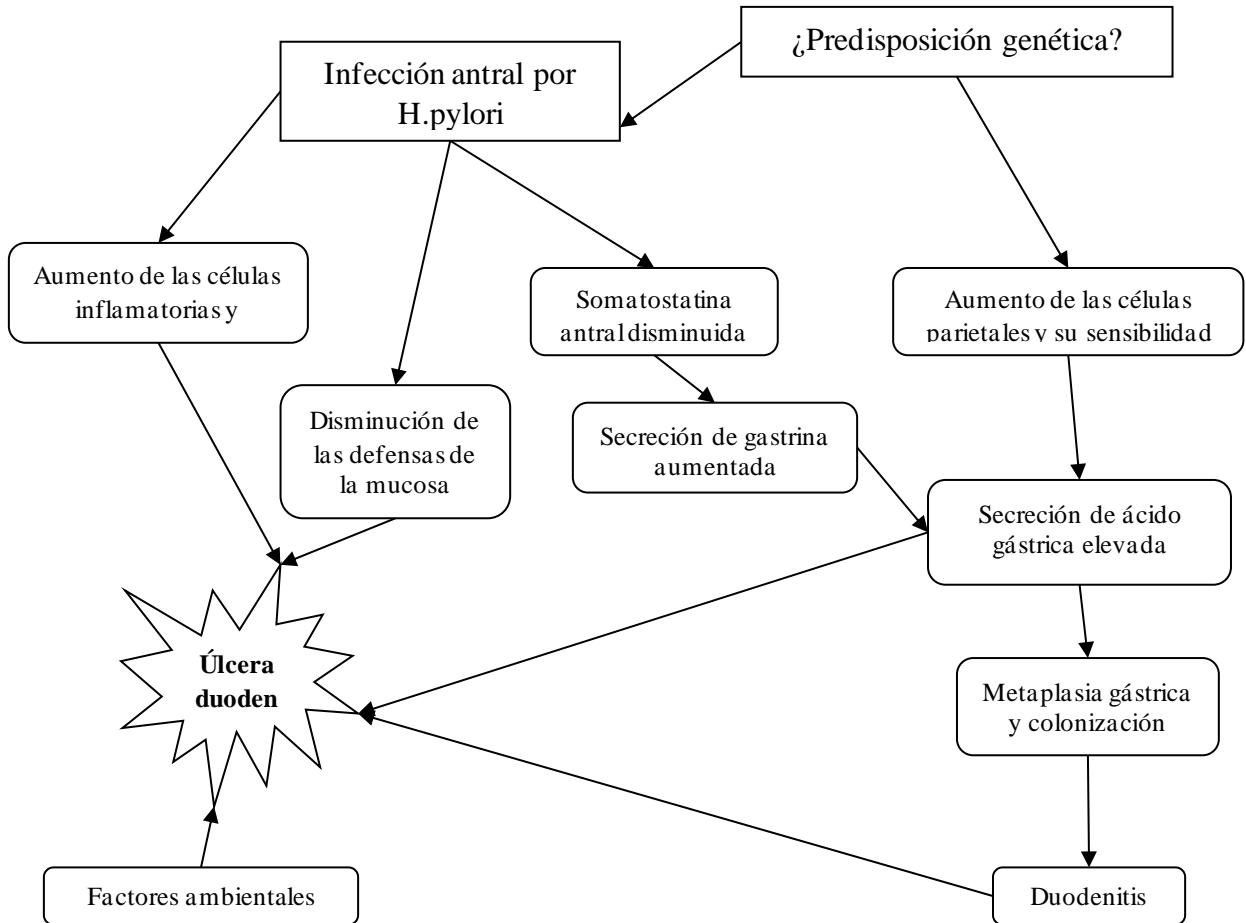 ¿Predisposición genética?
Infección antral por
H.pylori
Aumento de las células
inflamatorias y
Somatostatina
antral disminuida
Aumento de las células
parietales y su sensibilidad
Disminución de
las defensas de
la mucosa
Secreción de gastrina
aumentada
Secreción de ácido
gástrica elevada
Úlcera
duoden
Metaplasia gástrica
y colonización
Factores ambientales
Duodenitis